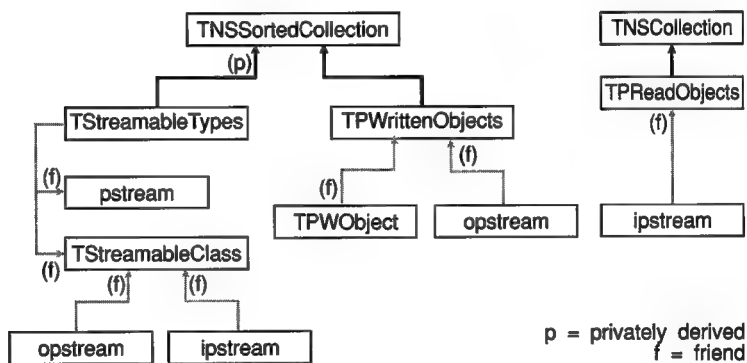 TNSSortedCollection
TNSCollection
(p)
TStreamableTypes
TPWrittenObjects
TPReadObjects
(f)
(f)
(f)
(f)
pstream
TPWObject
opstream
ipstream
TStreamableClass
(f)
(f)
(f)
opstream
ipstream
p = privately derived
f = friend